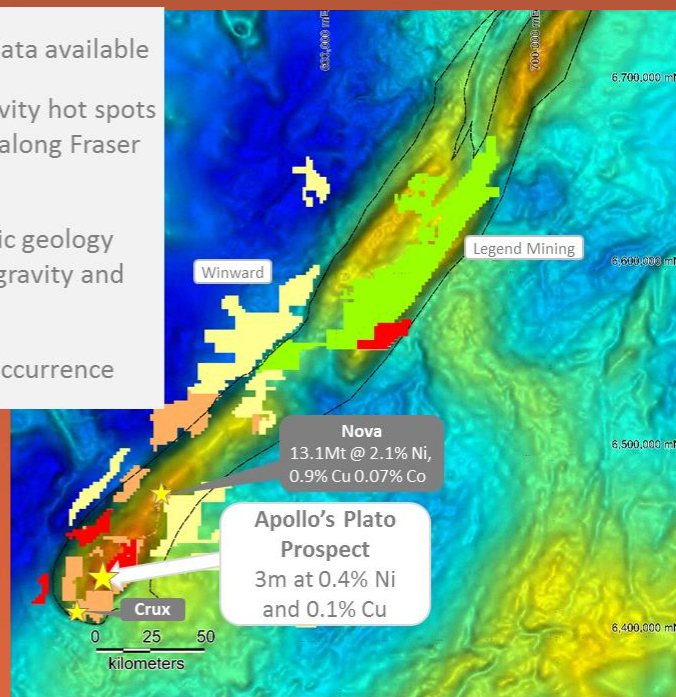 ata available
vity hot spots
along Fraser
ic geology
gravity and
ccurrence
6,700,000 mN
Winward
Legend Mining
6,600,000 mN
6,500,000 mN
Nova
13.1Mt @ 2.1% Ni,
0.9% Cu 0.07% Co
Apollo's Plato
Prospect
3m at 0.4% Ni
and 0.1% Cu
Crux
6,400,000 mN
0 25 50
kilometers